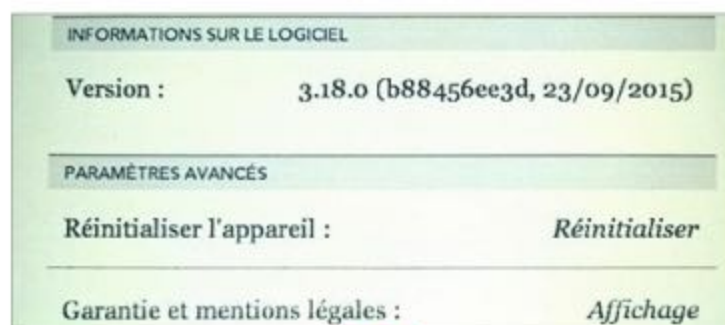 INFORMATIONS SUR LE LOGICIEL
Version : 3.18.0 (b88456ee3d, 23/09/2015)
PARAMÈTRES AVANCÉS
Réinitialiser l'appareil : Réinitialiser
Garantie et mentions légales : Affichage